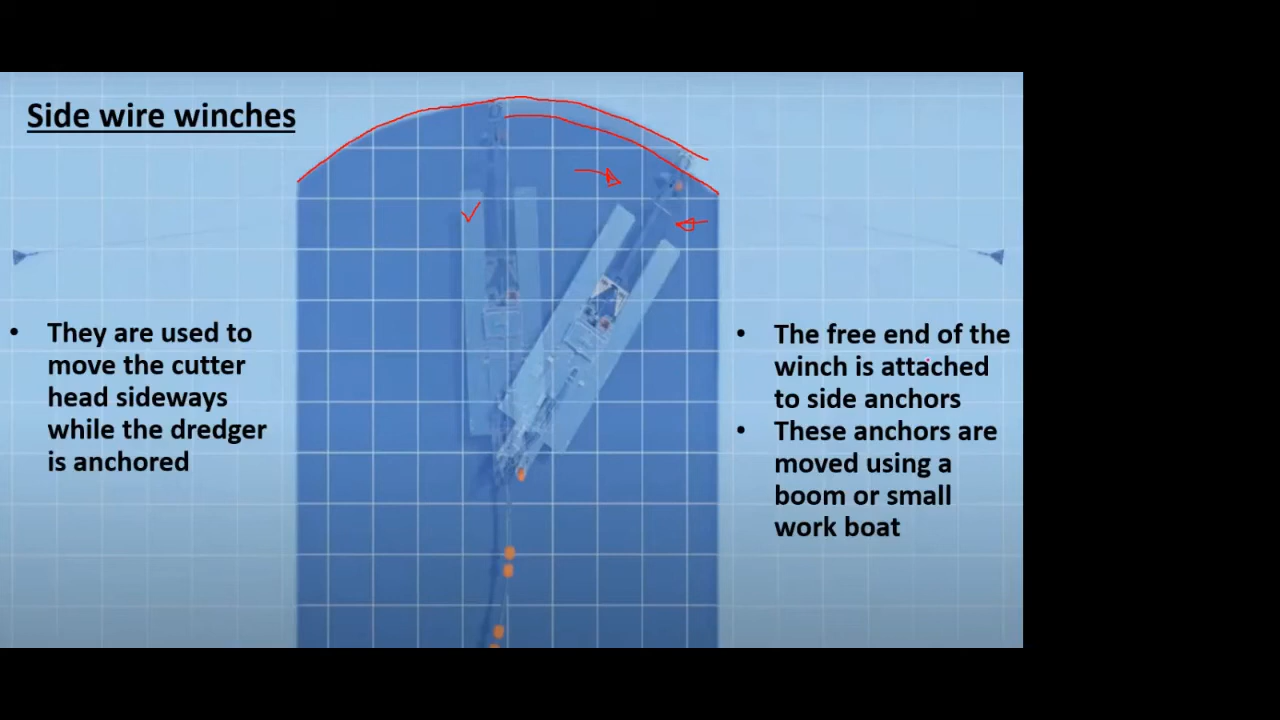 Side wire winches
• They are used to
move the cutter
head sideways
while the dredger
is anchored
• The free end of the
winch is attached
to side anchors
• These anchors are
moved using a
boom or small
work boat